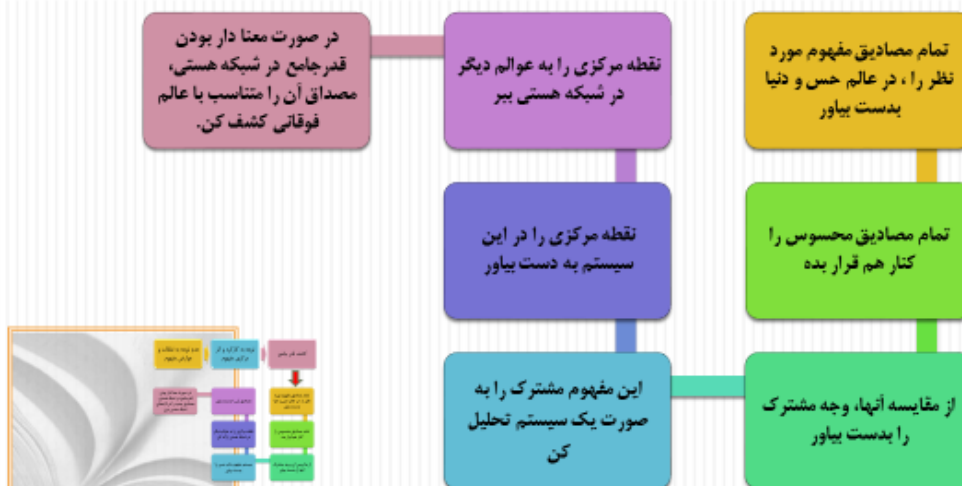 تمام مصادیق مفهوم مورد
نظر را ، در عالم حس و دنیا
بدست بیاور
تمام مصادیق محسوس را
کنار هم قرار بده
از مقایسه آنها، وجه مشترک
را بدست بیاور
این مفهوم مشترک را به
صورت یک سیستم تحلیل
کن
نقطه مرکزی را در این
سیستم به دست بیاور
نقطه مرکزی را به عوالم دیگر
در شبکه هستی ببر
در صورت معنا دار بودن
قدرجامع در شبکه هستی،
مصداق آن را متناسب با عالم
فوقانی کشف کن.